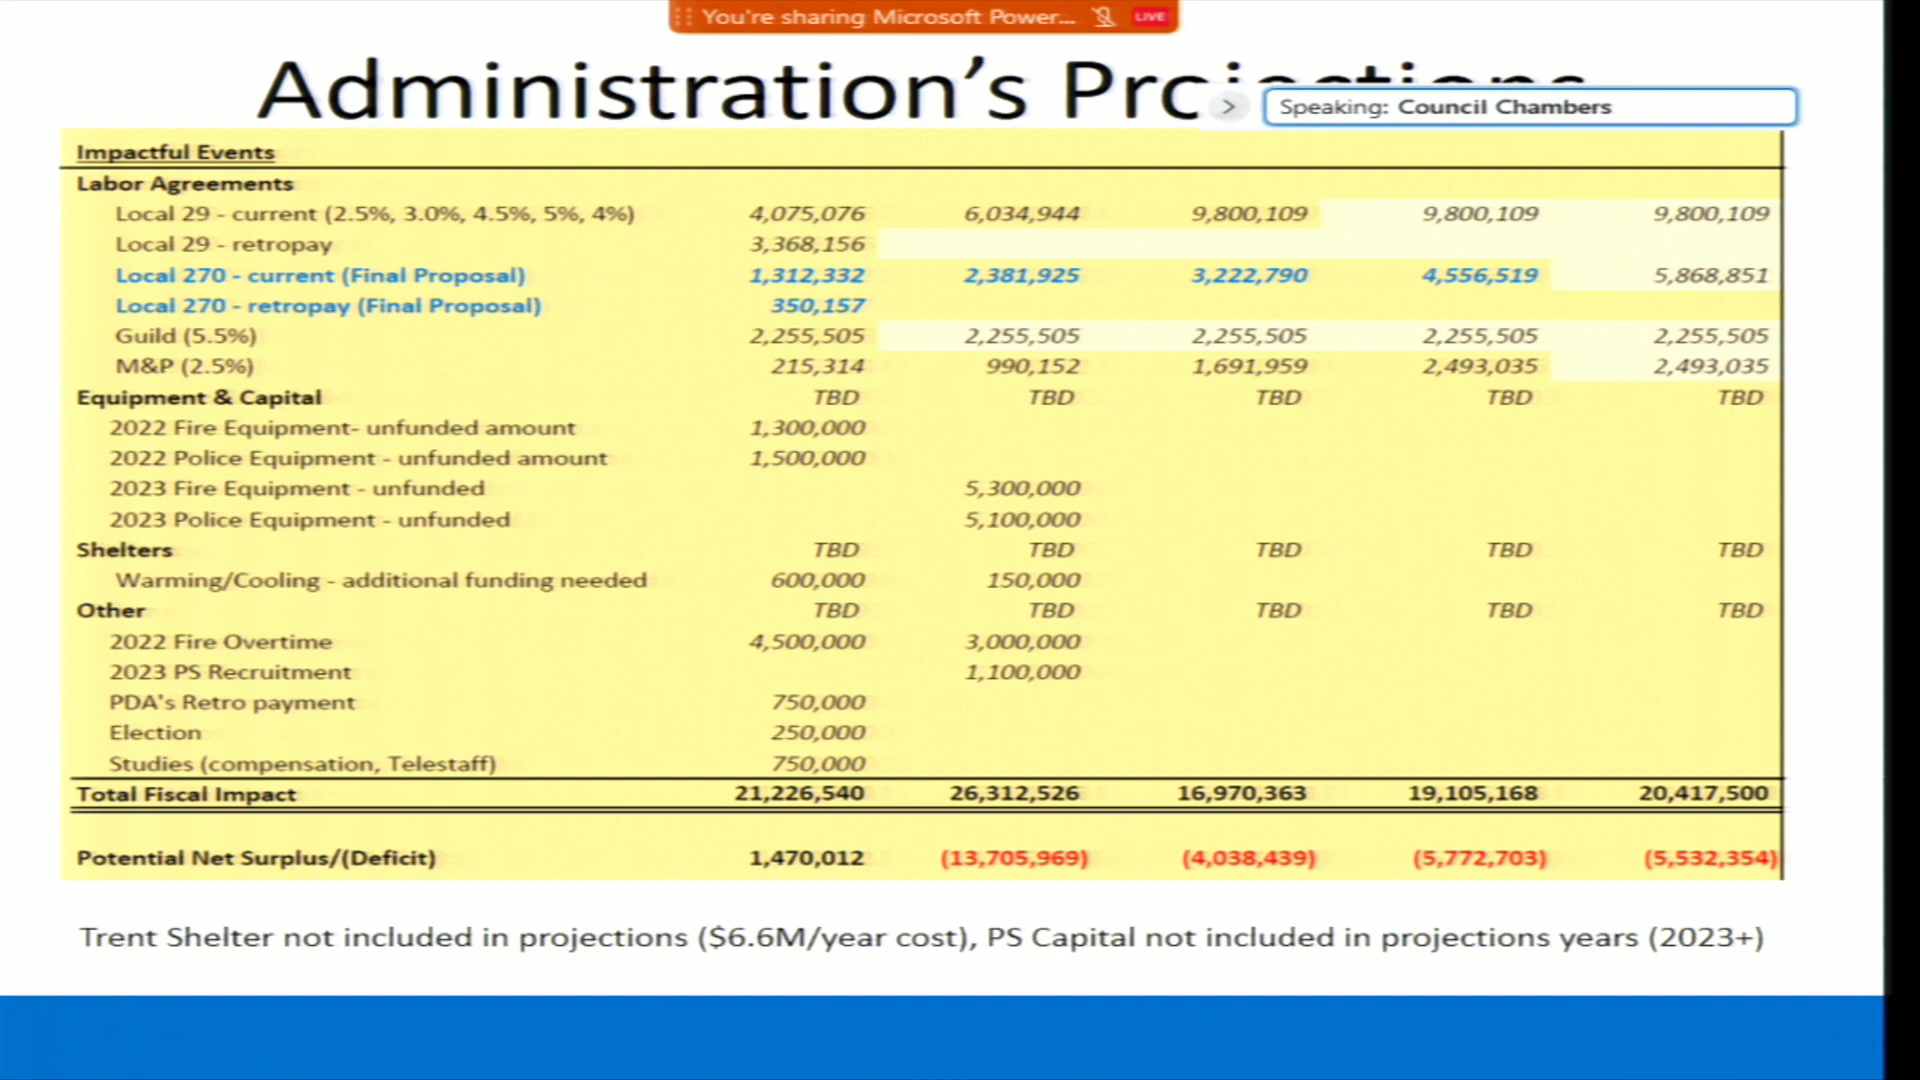 You're sharing Microsoft Power... LIVE
Administration's Projections
Speaking: Council Chambers
Impactful Events
Labor Agreements
Local 29 - current (2.5%, 3.0%, 4.5%, 5%, 4%) 4,075,076 6,034,944 9,800,109 9,800,109 9,800,109
Local 29 - retropay 3,368,156
Local 270 - current (Final Proposal) 1,312,332 2,381,925 3,222,790 4,556,519 5,868,851
Local 270 - retropay (Final Proposal) 350,157
Guild (5.5%) 2,255,505 2,255,505 2,255,505 2,255,505 2,255,505
M&P (2.5%) 215,314 990,152 1,691,959 2,493,035 2,493,035
Equipment & Capital TBD TBD TBD TBD TBD
2022 Fire Equipment- unfunded amount 1,300,000
2022 Police Equipment - unfunded amount 1,500,000
2023 Fire Equipment - unfunded 5,300,000
2023 Police Equipment - unfunded 5,100,000
Shelters TBD TBD TBD TBD TBD
Warming/Cooling - additional funding needed 600,000 150,000
Other TBD TBD TBD TBD TBD
2022 Fire Overtime 4,500,000 3,000,000
2023 PS Recruitment 1,100,000
PDA's Retro payment 750,000
Election 250,000
Studies (compensation, Telestaff) 750,000
Total Fiscal Impact 21,226,540 26,312,526 16,970,363 19,105,168 20,417,500
Potential Net Surplus/(Deficit) 1,470,012 (13,705,969) (4,038,439) (5,772,703) (5,532,354)
Trent Shelter not included in projections ($6.6M/year cost), PS Capital not included in projections years (2023+)